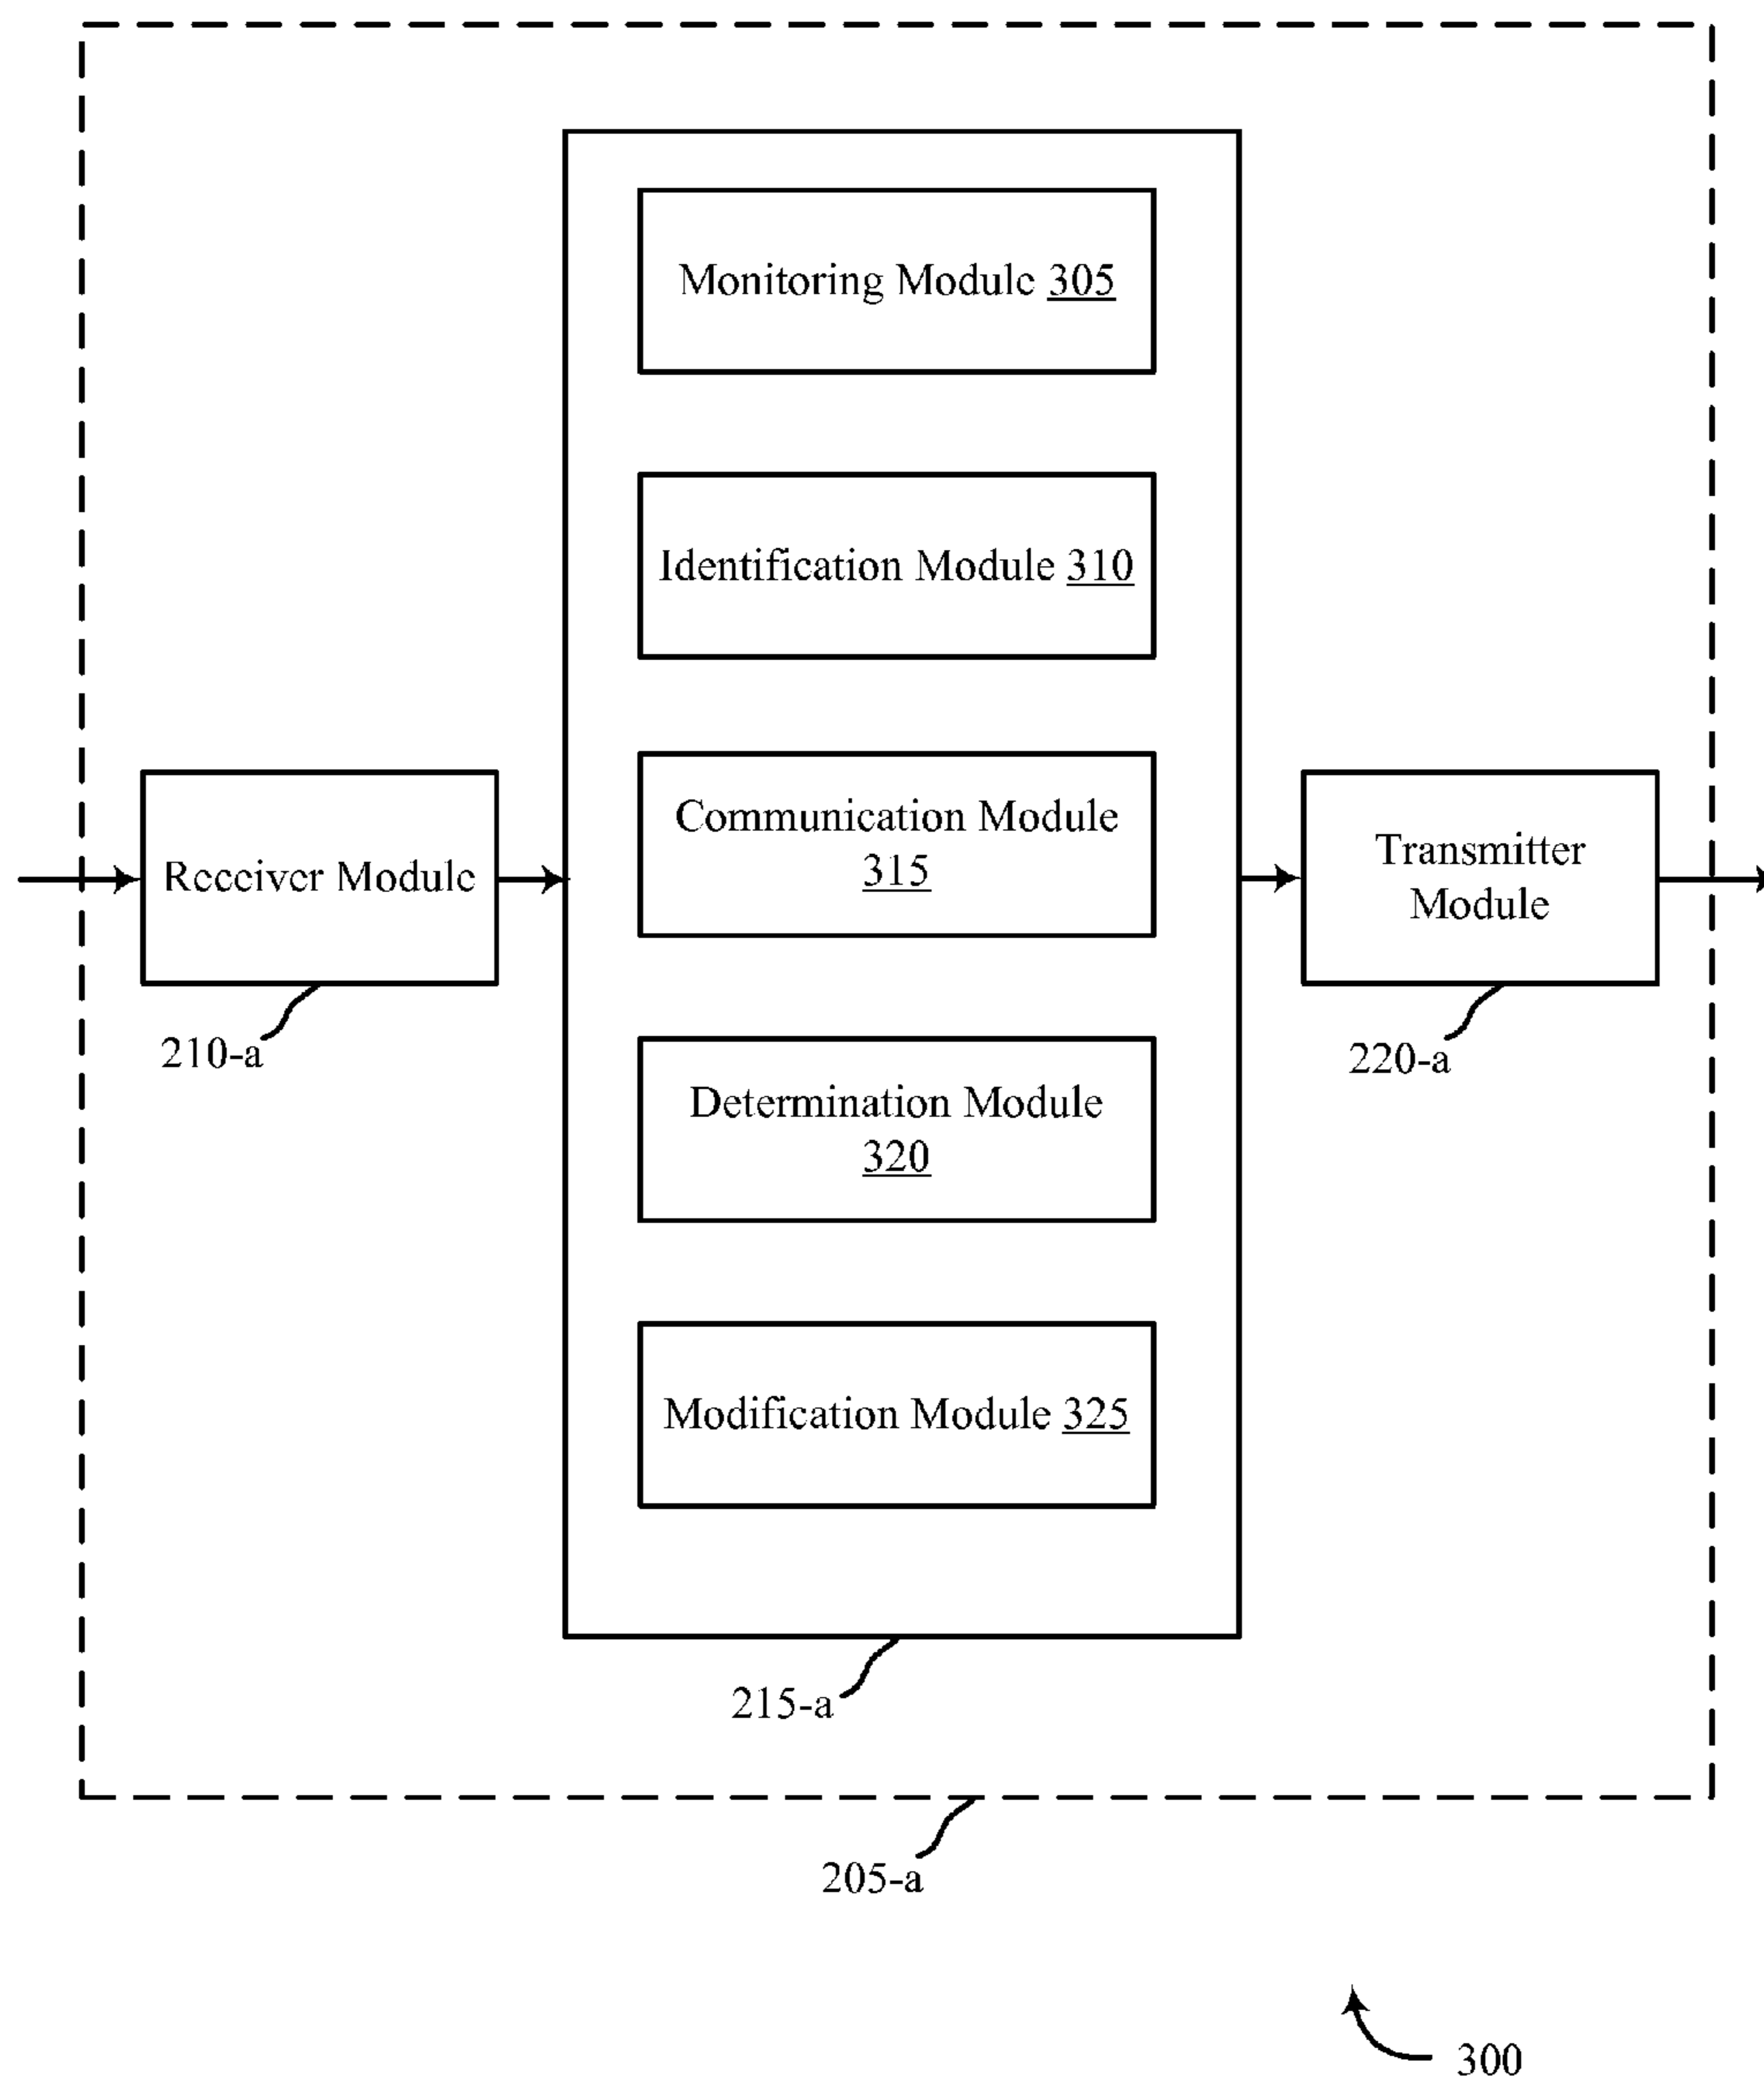 Monitoring Module 305
Identification Module 310
Communication Module
315
Receiver Module
Transmitter
Module
210-a
220-a
Determination Module
320
Modification Module 325
215-a
205-a
300